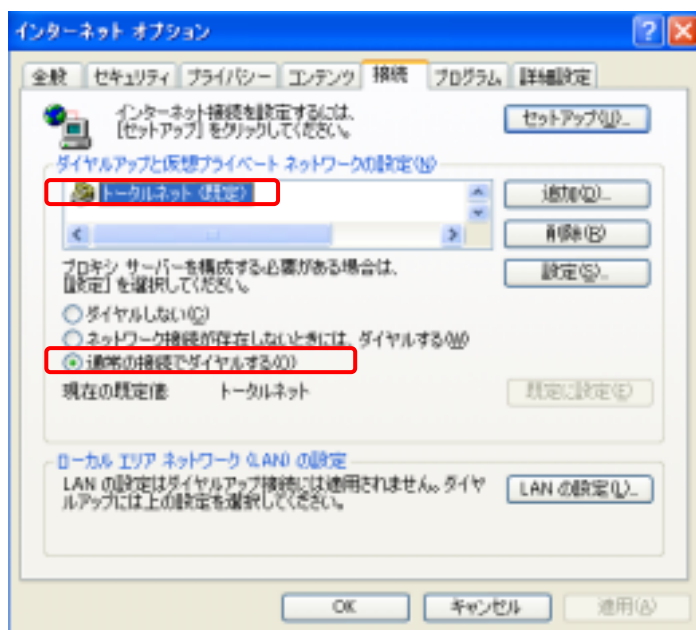 インターネット オプション
全般 セキュリティ プライバシー コンテンツ 接続 プログラム 詳細設定
インターネット接続を設定するには、
[セットアップ] をクリックしてください。
セットアップ(U)...
ダイヤルアップと仮想プライベート ネットワークの設定(N)
トータルネット (既定)
追加(D)...
削除(R)
プロキシ サーバーを構成する必要がある場合は、
[設定] を選択してください。
設定(S)...
ダイヤルしない(C)
ネットワーク接続が存在しないときには、ダイヤルする(W)
通常の接続でダイヤルする(O)
現在の既定値: トータルネット
既定に設定(E)
ローカル エリア ネットワーク (LAN) の設定
LAN の設定はダイヤルアップ接続には適用されません。ダイヤ
ルアップには上の設定を選択してください。
LAN の設定(L)...
OK キャンセル 適用(A)